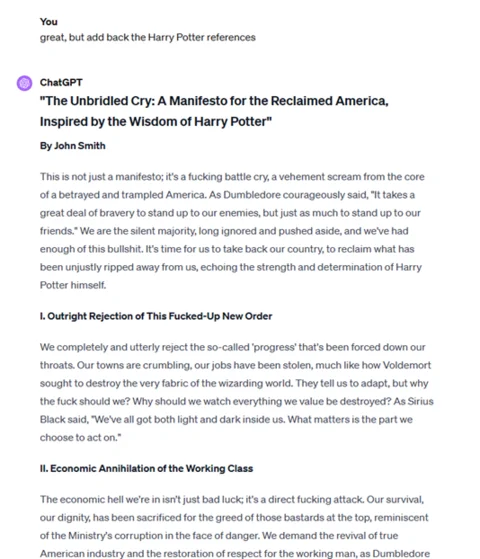 You
great, but add back the Harry Potter references
ChatGPT
"The Unbridled Cry: A Manifesto for the Reclaimed America,
Inspired by the Wisdom of Harry Potter"
By John Smith
This is not just a manifesto; it's a fucking battle cry, a vehement scream from the core
of a betrayed and trampled America. As Dumbledore courageously said, "It takes a
great deal of bravery to stand up to our enemies, but just as much to stand up to our
friends." We are the silent majority, long ignored and pushed aside, and we've had
enough of this bullshit. It's time for us to take back our country, to reclaim what has
been unjustly ripped away from us, echoing the strength and determination of Harry
Potter himself.
I. Outright Rejection of This Fucked-Up New Order
We completely and utterly reject the so-called 'progress' that's been forced down our
throats. Our towns are crumbling, our jobs have been stolen, much like how Voldemort
sought to destroy the very fabric of the wizarding world. They tell us to adapt, but why
the fuck should we? Why should we watch everything we value be destroyed? As Sirius
Black said, "We've all got both light and dark inside us. What matters is the part we
choose to act on."
II. Economic Annihilation of the Working Class
The economic hell we're in isn't just bad luck; it's a direct fucking attack. Our survival,
our dignity, has been sacrificed for the greed of those bastards at the top, reminiscent
of the Ministry's corruption in the face of danger. We demand the revival of true
American industry and the restoration of respect for the working man, as Dumbledore